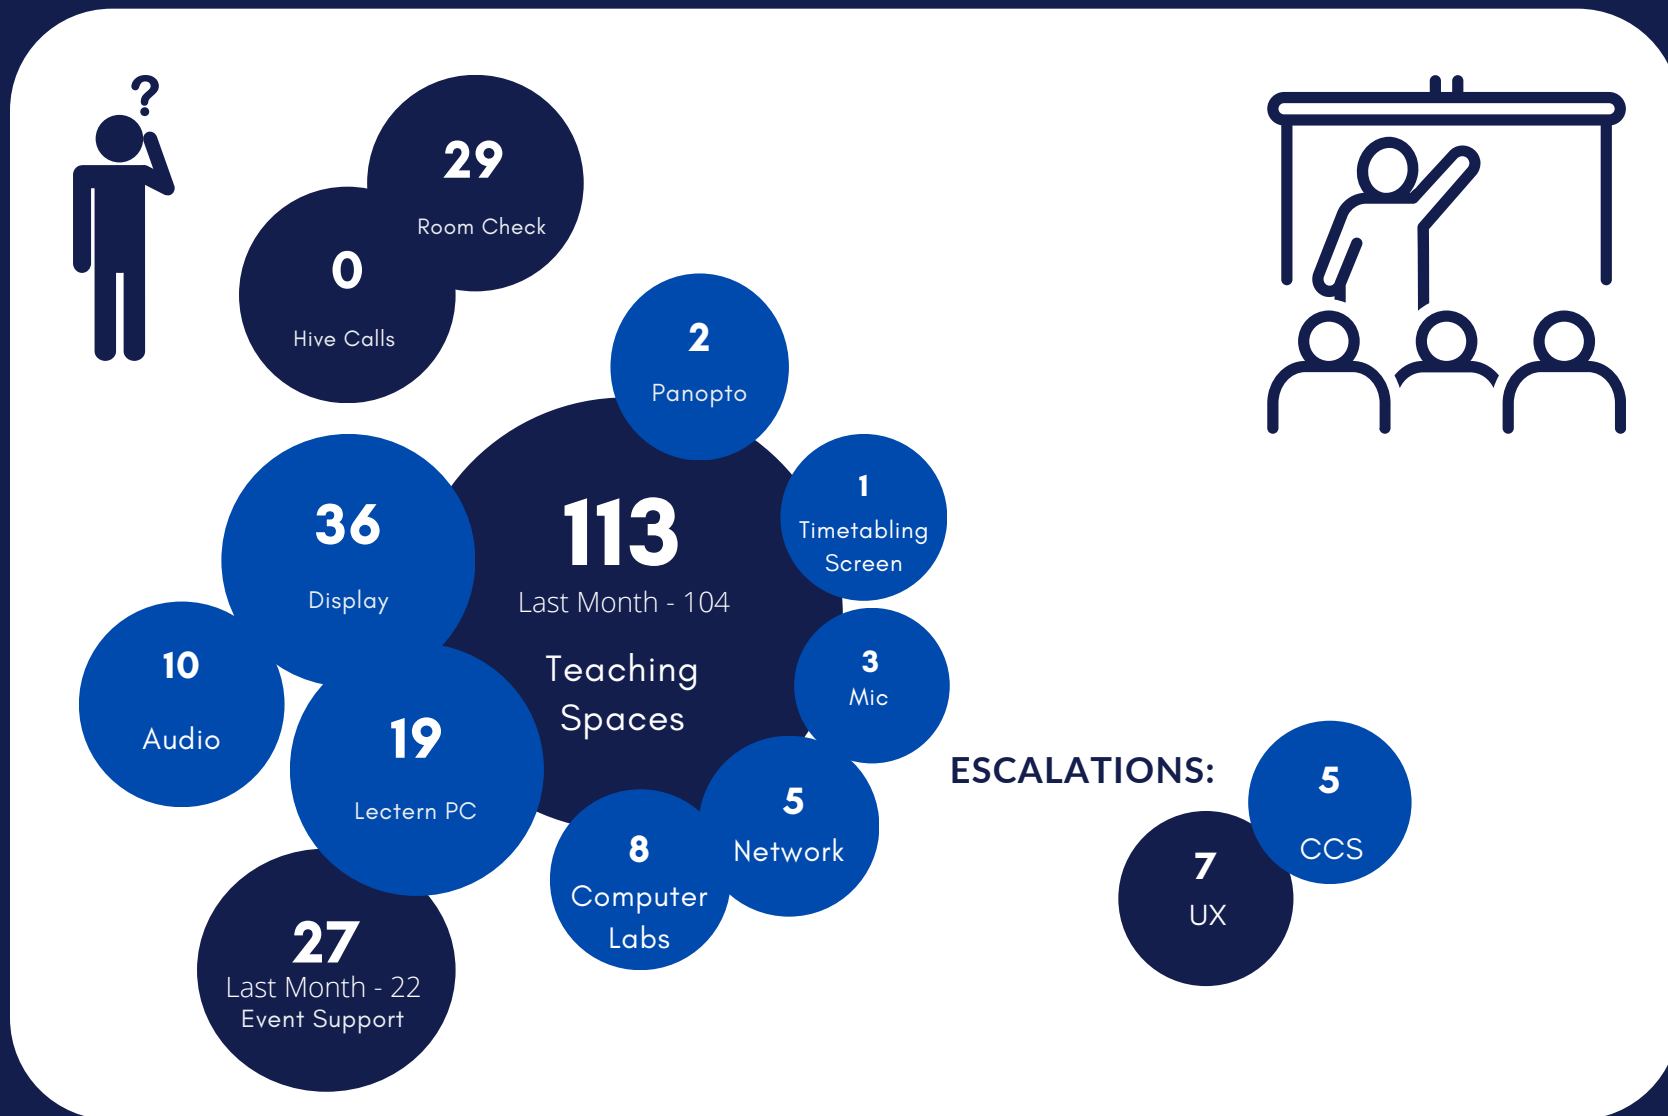 ?
29
Room Check
0
Hive Calls
2
Panopto
1
Timetabling
Screen
36
Display
113
Last Month - 104
Teaching
Spaces
3
Mic
10
Audio
19
Lectern PC
5
Network
8
Computer
Labs
27
Last Month - 22
Event Support
ESCALATIONS:
5
CCS
7
UX